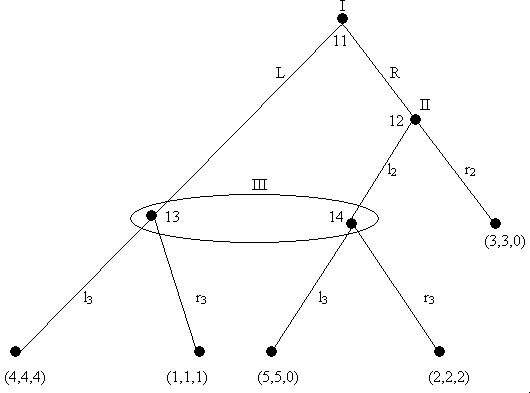 I
11
L
R
II
12
III
l2
r2
13
14
(3,3,0)
l3
r3
l3
r3
(4,4,4)
(1,1,1)
(5,5,0)
(2,2,2)